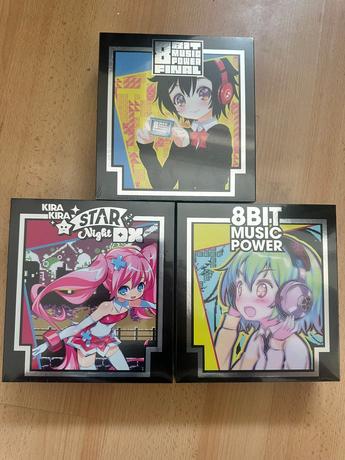 8BIT
MUSIC
POWER
FINAL
KIRA
KIRA
STAR
Night DX
8BIT
MUSIC
POWER